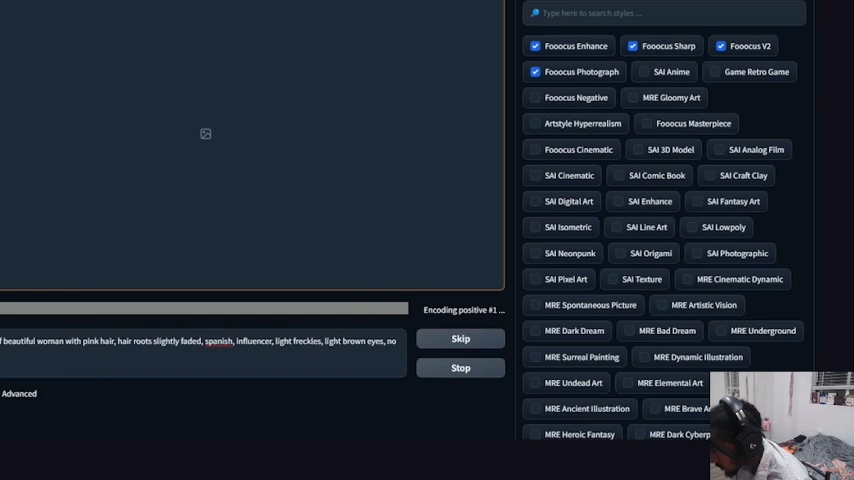 Type here to search styles ...
Fooocus Enhance Fooocus Sharp Fooocus V2
Fooocus Photograph SAI Anime Game Retro Game
Fooocus Negative MRE Gloomy Art
Artstyle Hyperrealism Fooocus Masterpiece
Fooocus Cinematic SAI 3D Model SAI Analog Film
SAI Cinematic SAI Comic Book SAI Craft Clay
SAI Digital Art SAI Enhance SAI Fantasy Art
SAI Isometric SAI Line Art SAI Lowpoly
SAI Neonpunk SAI Origami SAI Photographic
SAI Pixel Art SAI Texture MRE Cinematic Dynamic
MRE Spontaneous Picture MRE Artistic Vision
MRE Dark Dream MRE Bad Dream MRE Underground
MRE Surreal Painting MRE Dynamic Illustration
MRE Undead Art MRE Elemental Art
MRE Ancient Illustration MRE Brave
MRE Heroic Fantasy MRE Dark
Encoding positive #1 ...
beautiful woman with pink hair, hair roots slightly faded, spanish, influencer, light freckles, light brown eyes, no
Skip
Stop
Advanced